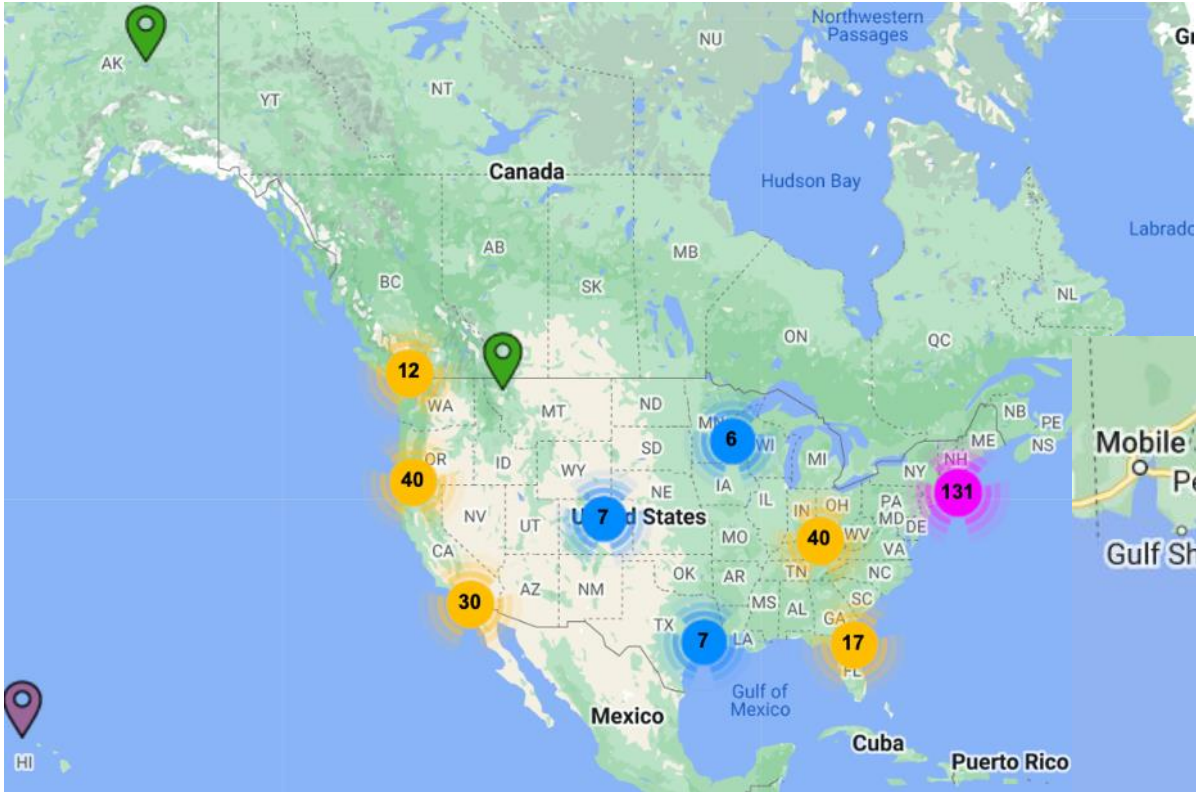 Northwestern
Passages
Gr
AK
NU
YT
NT
Canada
Hudson Bay
Labrado
AB
MB
BC
SK
NL
ON
QC
12
WA
MT
ND
NB
PE
ME
NS
MN
6
WI
SD
MI
NH
NY
Mobile
OR
40
ID
WY
131
Pe
IA
NE
IL
IN
OH
PA
MD
DE
7
United States
NV
UT
MO
40
WV
VA
Gulf Sh
CA
OK
AR
TN
NC
AZ
NM
30
MS
AL
SC
GA
TX
7
LA
17
FL
Gulf of
Mexico
Mexico
Cuba
Puerto Rico
HI